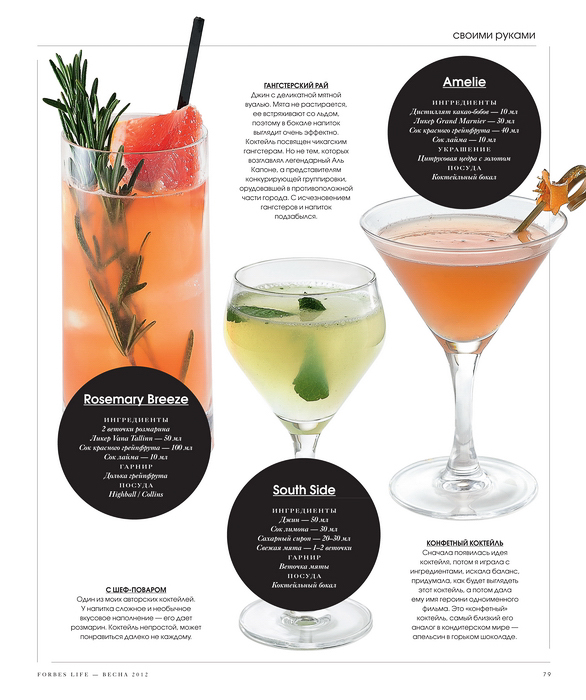 СВОИМИ РУКАМИ
ГАНГСТЕРСКИЙ РАЙ
Джин с деликатной мятной
вуалью. Мята не растирается,
ее встряхивают со льдом,
поэтому в бокале напиток
выглядит очень эффектно.
Коктейль посвящен чикагским
гангстерам. Но не тем, которых
возглавлял легендарный Аль
Капоне, а представителям
конкурирующей группировки,
орудовавшей в противоположной
части города. С исчезновением
гангстеров и напиток
подзабылся.
Amelie
ИНГРЕДИЕНТЫ
Дистиллят какао-бобов — 10 мл
Ликер Grand Marnier — 30 мл
Сок красного грейпфрута — 40 мл
Сок лайма — 10 мл
УКРАШЕНИЕ
Цитрусовая цедра с золотом
ПОСУДА
Коктейльный бокал
Rosemary Breeze
ИНГРЕДИЕНТЫ
2 веточки розмарина
Ликер Vana Tallinn — 50 мл
Сок красного грейпфрута — 100 мл
Сок лайма — 10 мл
ГАРНИР
Долька грейпфрута
ПОСУДА
Highball / Collins
South Side
ИНГРЕДИЕНТЫ
Джин — 50 мл
Сок лимона — 30 мл
Сахарный сироп — 20–30 мл
Свежая мята — 1–2 веточки
ГАРНИР
Веточка мяты
ПОСУДА
Коктейльный бокал
С ШЕФ-ПОВАРОМ
Один из моих авторских коктейлей.
У напитка сложное и необычное
вкусовое наполнение — его дает
розмарин. Коктейль непростой, может
понравиться далеко не каждому.
КОНФЕТНЫЙ КОКТЕЙЛЬ
Сначала появилась идея
коктейля, потом я играла с
ингредиентами, искала баланс,
придумала, как будет выглядеть
этот коктейль, а потом дала
ему имя героини одноименного
фильма. Это «конфетный»
коктейль, самый близкий его
аналог в кондитерском мире —
апельсин в горьком шоколаде.
FORBES LIFE — ВЕСНА 2012
79